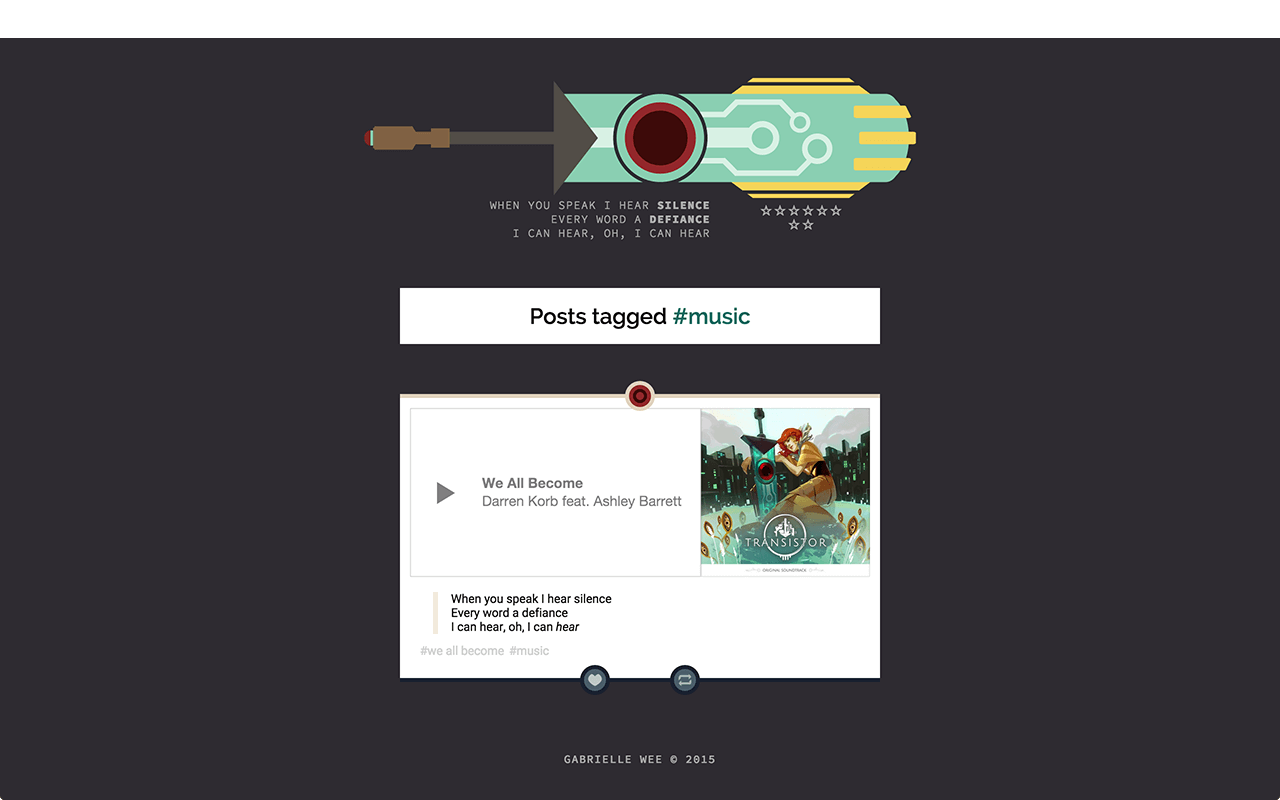 WHEN YOU SPEAK I HEAR SILENCE
EVERY WORD A DEFIANCE
I CAN HEAR, OH, I CAN HEAR
☆☆☆☆☆☆
☆☆
Posts tagged #music
We All Become
Darren Korb feat. Ashley Barrett
TRANSISTOR
ORIGINAL SOUNDTRACK
When you speak I hear silence
Every word a defiance
I can hear, oh, I can hear
#we all become #music
GABRIELLE WEE © 2015